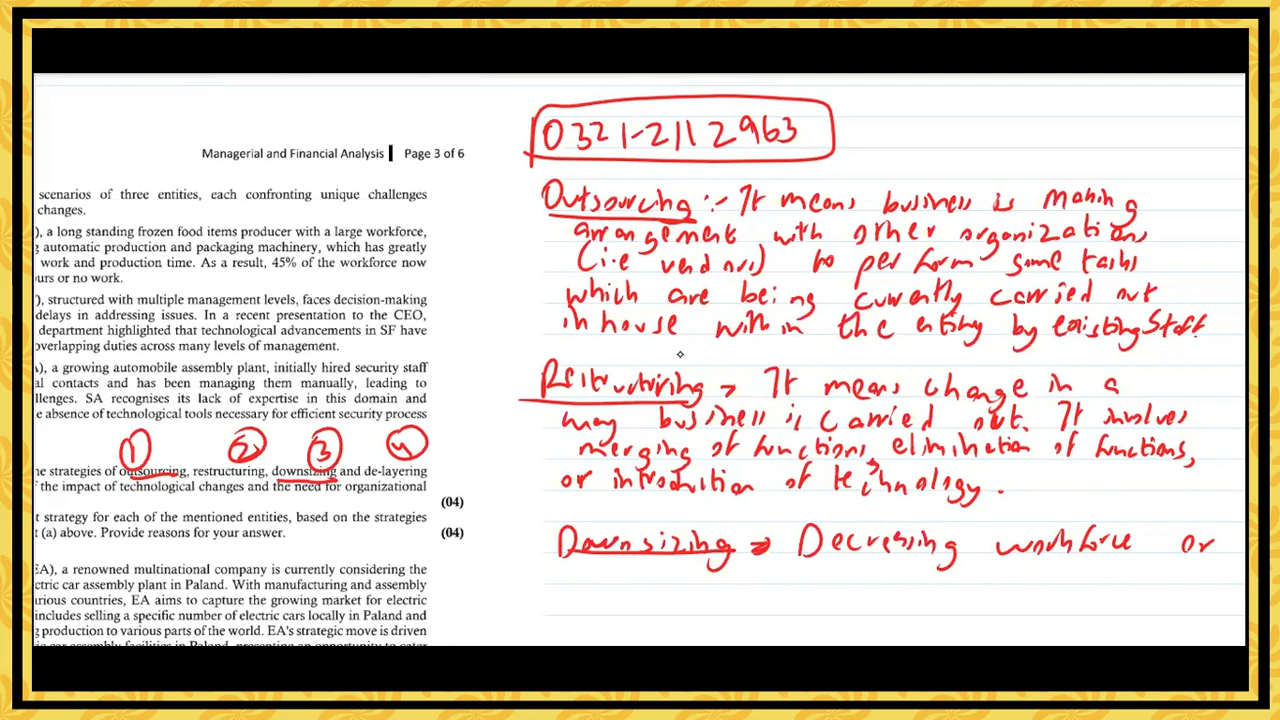 Managerial and Financial Analysis | Page 3 of 6
scenarios of three entities, each confronting unique challenges
changes.
), a long standing frozen food items producer with a large workforce,
automatic production and packaging machinery, which has greatly
work and production time. As a result, 45% of the workforce now
urs or no work.
), structured with multiple management levels, faces decision-making
delays in addressing issues. In a recent presentation to the CEO,
department highlighted that technological advancements in SF have
overlapping duties across many levels of management.
), a growing automobile assembly plant, initially hired security staff
al contacts and has been managing them manually, leading to
llenges. SA recognises its lack of expertise in this domain and
e absence of technological tools necessary for efficient security process
1 2 3 4
he strategies of outsourcing, restructuring, downsizing and de-layering
f the impact of technological changes and the need for organizational
(04)
t strategy for each of the mentioned entities, based on the strategies
t (a) above. Provide reasons for your answer. (04)
EA), a renowned multinational company is currently considering the
ctric car assembly plant in Paland. With manufacturing and assembly
arious countries, EA aims to capture the growing market for electric
includes selling a specific number of electric cars locally in Paland and
g production to various parts of the world. EA's strategic move is driven
0321-2112963
Outsourcing :- It means business is making
arrangement with other organizations
(i.e vendors) to perform some tasks
which are being currently carried out
inhouse within the entity by existing staff.
Restructuring → It means change in a
way business is carried out. It involves
merging of functions, elimination of functions,
or introdution of technology.
Downsizing → Decresing workforce or